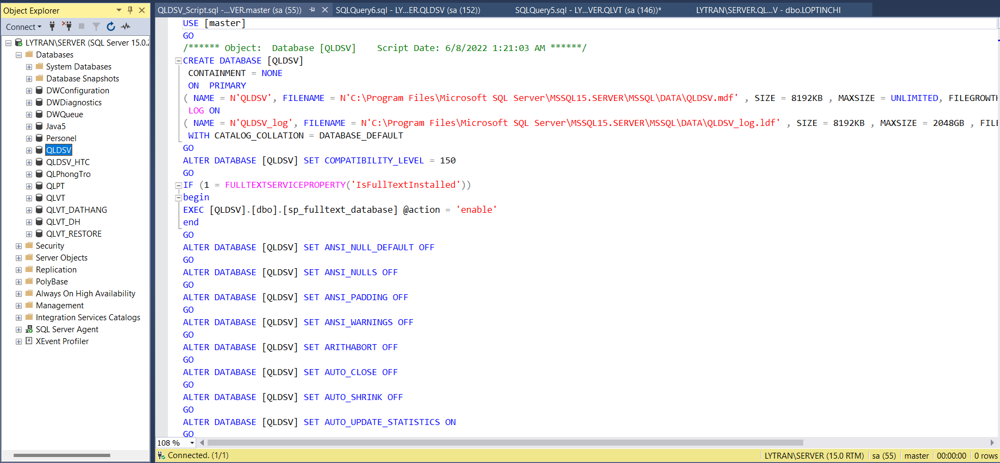 Object Explorer
Connect
LYTRAN\SERVER (SQL Server 15.0.2
Databases
System Databases
Database Snapshots
DWConfiguration
DWDiagnostics
DWQueue
Java5
Personel
QLDSV
QLDSV_HTC
QLPhongTro
QLPT
QLVT
QLVT_DATHANG
QLVT_DH
QLVT_RESTORE
Security
Server Objects
Replication
PolyBase
Always On High Availability
Management
Integration Services Catalogs
SQL Server Agent
XEvent Profiler
QLDSV_Script.sql -...VER.master (sa (55)) SQLQuery6.sql - LY...ER.QLDSV (sa (152)) SQLQuery5.sql - LY...VER.QLVT (sa (146))* LYTRAN\SERVER.QL...V - dbo.LOPTINCHI
USE [master]
GO
/****** Object:  Database [QLDSV]    Script Date: 6/8/2022 1:21:03 AM ******/
CREATE DATABASE [QLDSV]
CONTAINMENT = NONE
ON  PRIMARY
( NAME = N'QLDSV', FILENAME = N'C:\Program Files\Microsoft SQL Server\MSSQL15.SERVER\MSSQL\DATA\QLDSV.mdf' , SIZE = 8192KB , MAXSIZE = UNLIMITED, FILEGROWTH
LOG ON
( NAME = N'QLDSV_log', FILENAME = N'C:\Program Files\Microsoft SQL Server\MSSQL15.SERVER\MSSQL\DATA\QLDSV_log.ldf' , SIZE = 8192KB , MAXSIZE = 2048GB , FILE
WITH CATALOG_COLLATION = DATABASE_DEFAULT
GO
ALTER DATABASE [QLDSV] SET COMPATIBILITY_LEVEL = 150
GO
IF (1 = FULLTEXTSERVICEPROPERTY('IsFullTextInstalled'))
begin
EXEC [QLDSV].[dbo].[sp_fulltext_database] @action = 'enable'
end
GO
ALTER DATABASE [QLDSV] SET ANSI_NULL_DEFAULT OFF
GO
ALTER DATABASE [QLDSV] SET ANSI_NULLS OFF
GO
ALTER DATABASE [QLDSV] SET ANSI_PADDING OFF
GO
ALTER DATABASE [QLDSV] SET ANSI_WARNINGS OFF
GO
ALTER DATABASE [QLDSV] SET ARITHABORT OFF
GO
ALTER DATABASE [QLDSV] SET AUTO_CLOSE OFF
GO
ALTER DATABASE [QLDSV] SET AUTO_SHRINK OFF
GO
ALTER DATABASE [QLDSV] SET AUTO_UPDATE_STATISTICS ON
GO
108 %
Connected. (1/1) LYTRAN\SERVER (15.0 RTM) sa (55) master 00:00:00 0 rows